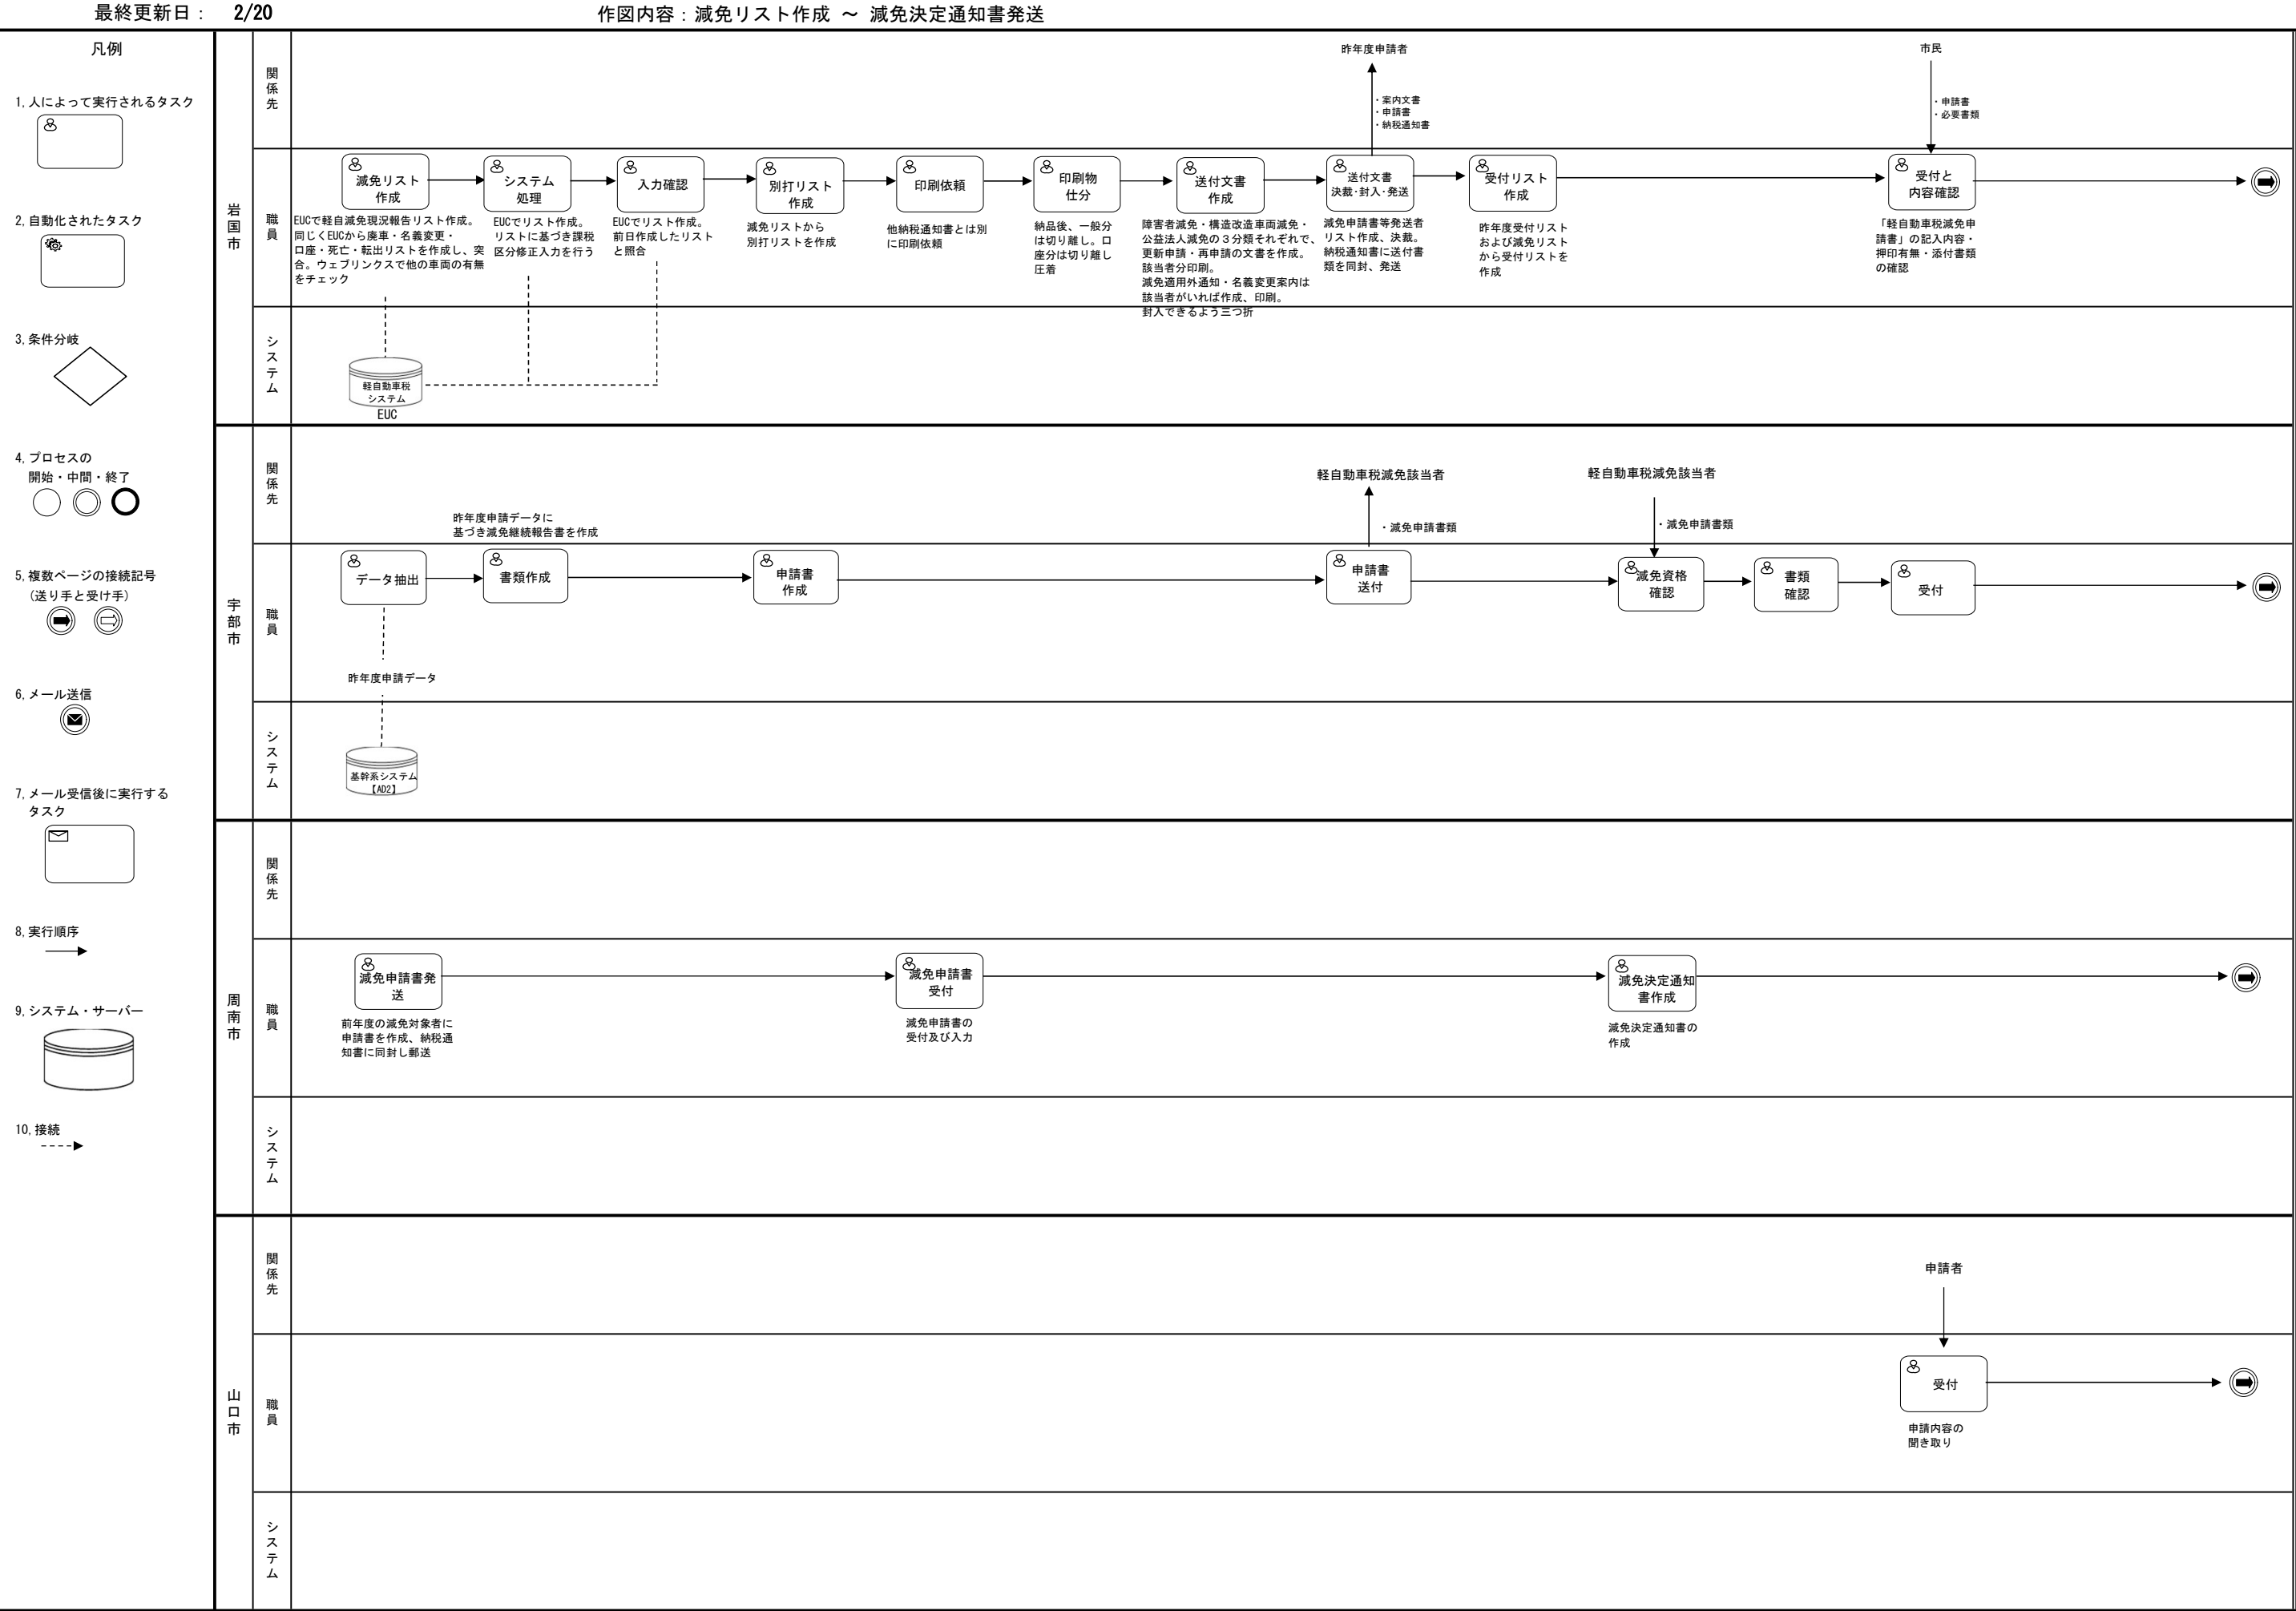 最終更新日： 2/20
作図内容：減免リスト作成 ～ 減免決定通知書発送
凡例
1,人によって実行されるタスク
2,自動化されたタスク
3,条件分岐
4,プロセスの
開始・中間・終了
5,複数ページの接続記号
(送り手と受け手)
6,メール送信
7,メール受信後に実行する
タスク
8,実行順序
9,システム・サーバー
10,接続
岩国市
関係先
昨年度申請者
・案内文書
・申請書
・納税通知書
市民
・申請書
・必要書類
職員
減免リスト
作成
EUCで軽自減免現況報告リスト作成。
同じくEUCから廃車・名義変更・
口座・死亡・転出リストを作成し、突
合。ウェブリンクスで他の車両の有無
をチェック
システム
処理
EUCでリスト作成。
リストに基づき課税
区分修正入力を行う
入力確認
EUCでリスト作成。
前日作成したリスト
と照合
別打リスト
作成
減免リストから
別打リストを作成
印刷依頼
他納税通知書とは別
に印刷依頼
印刷物
仕分
納品後、一般分
は切り離し。口
座分は切り離し
圧着
送付文書
作成
障害者減免・構造改造車両減免・
公益法人減免の３分類それぞれで、
更新申請・再申請の文書を作成。
該当者分印刷。
減免適用外通知・名義変更案内は
該当者がいれば作成、印刷。
封入できるよう三つ折
送付文書
決裁・封入・発送
減免申請書等発送者
リスト作成、決裁。
納税通知書に送付書
類を同封、発送
受付リスト
作成
昨年度受付リスト
および減免リスト
から受付リストを
作成
受付と
内容確認
「軽自動車税減免申
請書」の記入内容・
押印有無・添付書類
の確認
システム
軽自動車税
システム
EUC
宇部市
関係先
昨年度申請データに
基づき減免継続報告書を作成
軽自動車税減免該当者
・減免申請書類
軽自動車税減免該当者
・減免申請書類
職員
データ抽出
書類作成
申請書
作成
申請書
送付
減免資格
確認
書類
確認
受付
昨年度申請データ
システム
基幹系システム
【AD2】
周南市
関係先
職員
減免申請書発
送
前年度の減免対象者に
申請書を作成、納税通
知書に同封し郵送
減免申請書
受付
減免申請書の
受付及び入力
減免決定通知
書作成
減免決定通知書の
作成
システム
山口市
関係先
申請者
職員
受付
申請内容の
聞き取り
システム